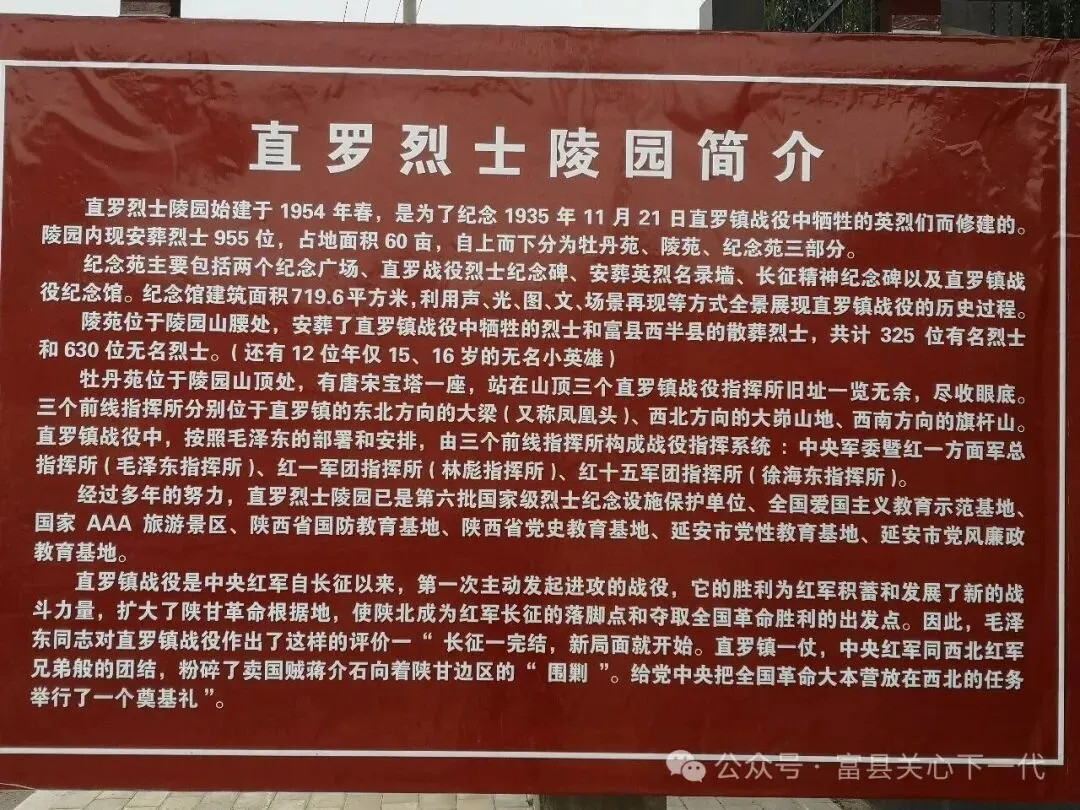 直罗烈士陵园简介
直罗烈士陵园始建于 1954 年春，是为了纪念 1935 年 11 月 21 日直罗镇战役中牺牲的英烈们而修建的。
陵园内现安葬烈士 955 位，占地面积 60 亩，自上而下分为牡丹苑、陵苑、纪念苑三部分。
纪念苑主要包括两个纪念广场、直罗战役烈士纪念碑、安葬英烈名录墙、长征精神纪念碑以及直罗镇战
役纪念馆。纪念馆建筑面积719.6平方米，利用声、光、图、文、场景再现等方式全景展现直罗镇战役的历史过程。
陵苑位于陵园山腰处，安葬了直罗镇战役中牺牲的烈士和富县西半县的散葬烈士，共计 325 位有名烈士
和 630 位无名烈士。（还有 12 位年仅 15、16 岁的无名小英雄）
牡丹苑位于陵园山顶处，有唐宋宝塔一座，站在山顶三个直罗镇战役指挥所旧址一览无余，尽收眼底。
三个前线指挥所分别位于直罗镇的东北方向的大梁（又称凤凰头）、西北方向的大峁山地、西南方向的旗杆山。
直罗镇战役中，按照毛泽东的部署和安排，由三个前线指挥所构成战役指挥系统：中央军委暨红一方面军总
指挥所（毛泽东指挥所）、红一军团指挥所（林彪指挥所）、红十五军团指挥所（徐海东指挥所）。
经过多年的努力，直罗烈士陵园已是第六批国家级烈士纪念设施保护单位、全国爱国主义教育示范基地、
国家 AAA 旅游景区、陕西省国防教育基地、陕西省党史教育基地、延安市党性教育基地、延安市党风廉政
教育基地。
直罗镇战役是中央红军自长征以来，第一次主动发起进攻的战役，它的胜利为红军积蓄和发展了新的战
斗力量，扩大了陕甘革命根据地，使陕北成为红军长征的落脚点和夺取全国革命胜利的出发点。因此，毛泽
东同志对直罗镇战役作出了这样的评价一“ 长征一完结，新局面就开始。直罗镇一仗，中央红军同西北红军
兄弟般的团结，粉碎了卖国贼蒋介石向着陕甘边区的“ 围剿 ”。给党中央把全国革命大本营放在西北的任务
举行了一个奠基礼 ”。
公众号·富县关心下一代